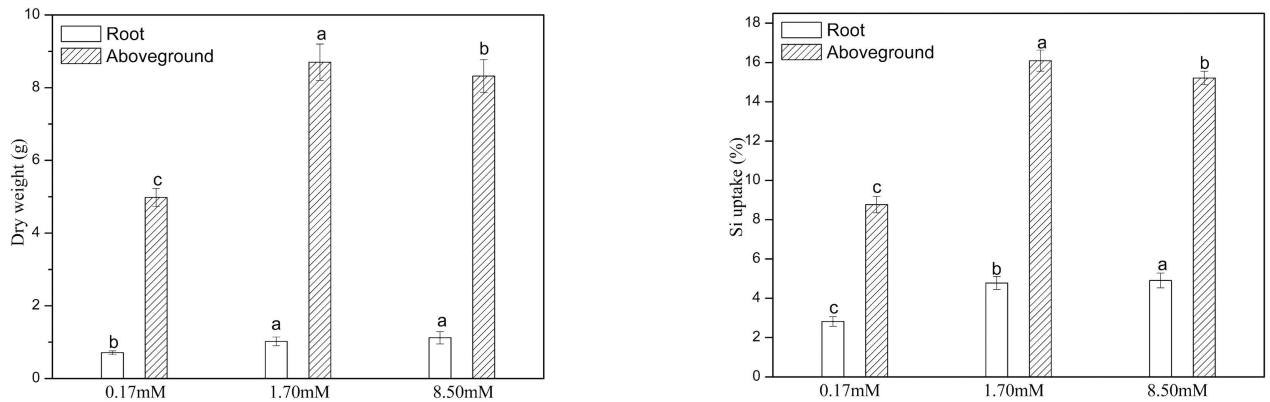 10
8
6
4
2
0
Dry weight (g)
Root
Aboveground
b
c
a
a
a
b
0.17mM
1.70mM
8.50mM
18
16
14
12
10
8
6
4
2
0
Si uptake (%)
Root
Aboveground
c
c
b
a
a
b
0.17mM
1.70mM
8.50mM